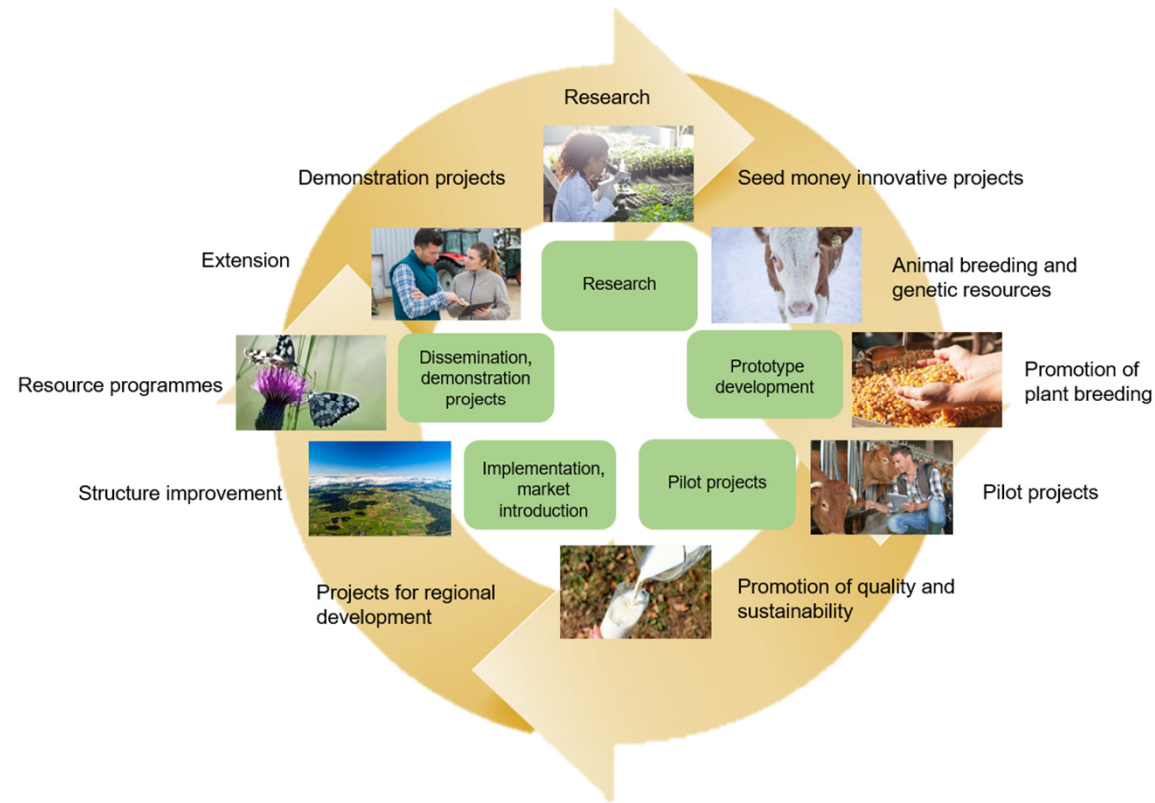 Research
Demonstration projects
Seed money innovative projects
Extension
Animal breeding and
genetic resources
Research
Resource programmes
Dissemination,
demonstration
projects
Prototype
development
Promotion of
plant breeding
Structure improvement
Implementation,
market
introduction
Pilot projects
Pilot projects
Projects for regional
development
Promotion of quality and
sustainability